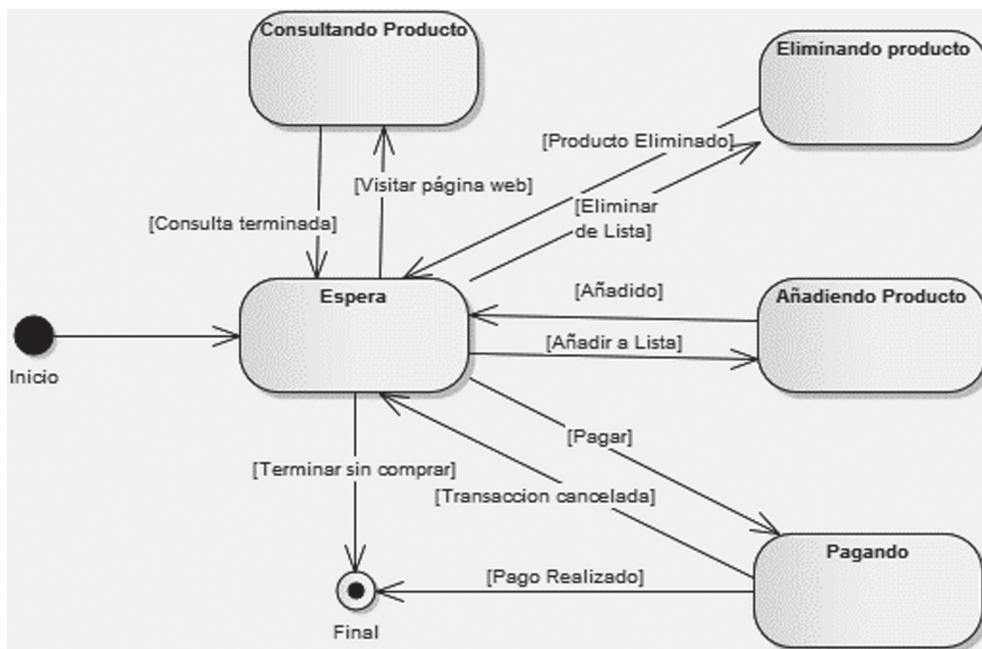 Consultando Producto
Eliminando producto
[Producto Eliminado]
[Visitar página web]
[Consulta terminada]
[Eliminar
de Lista]
Espera
[Añadido]
Añadiendo Producto
[Añadir a Lista]
Inicio
[Pagar]
[Terminar sin comprar]
[Transaccion cancelada]
Pagando
[Pago Realizado]
Final